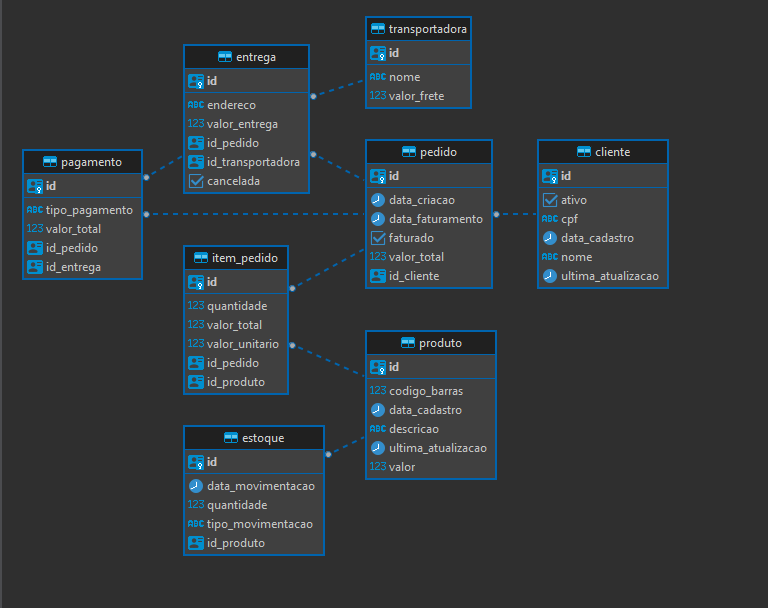 transportadora
id
ABC nome
123 valor_frete
entrega
id
ABC endereco
123 valor_entrega
id_pedido
id_transportadora
cancelada
pagamento
id
ABC tipo_pagamento
123 valor_total
id_pedido
id_entrega
pedido
id
data_criacao
data_faturamento
faturado
123 valor_total
id_cliente
cliente
id
ativo
ABC cpf
data_cadastro
ABC nome
ultima_atualizacao
item_pedido
id
123 quantidade
123 valor_total
123 valor_unitario
id_pedido
id_produto
produto
id
123 codigo_barras
data_cadastro
ABC descricao
ultima_atualizacao
123 valor
estoque
id
data_movimentacao
123 quantidade
ABC tipo_movimentacao
id_produto